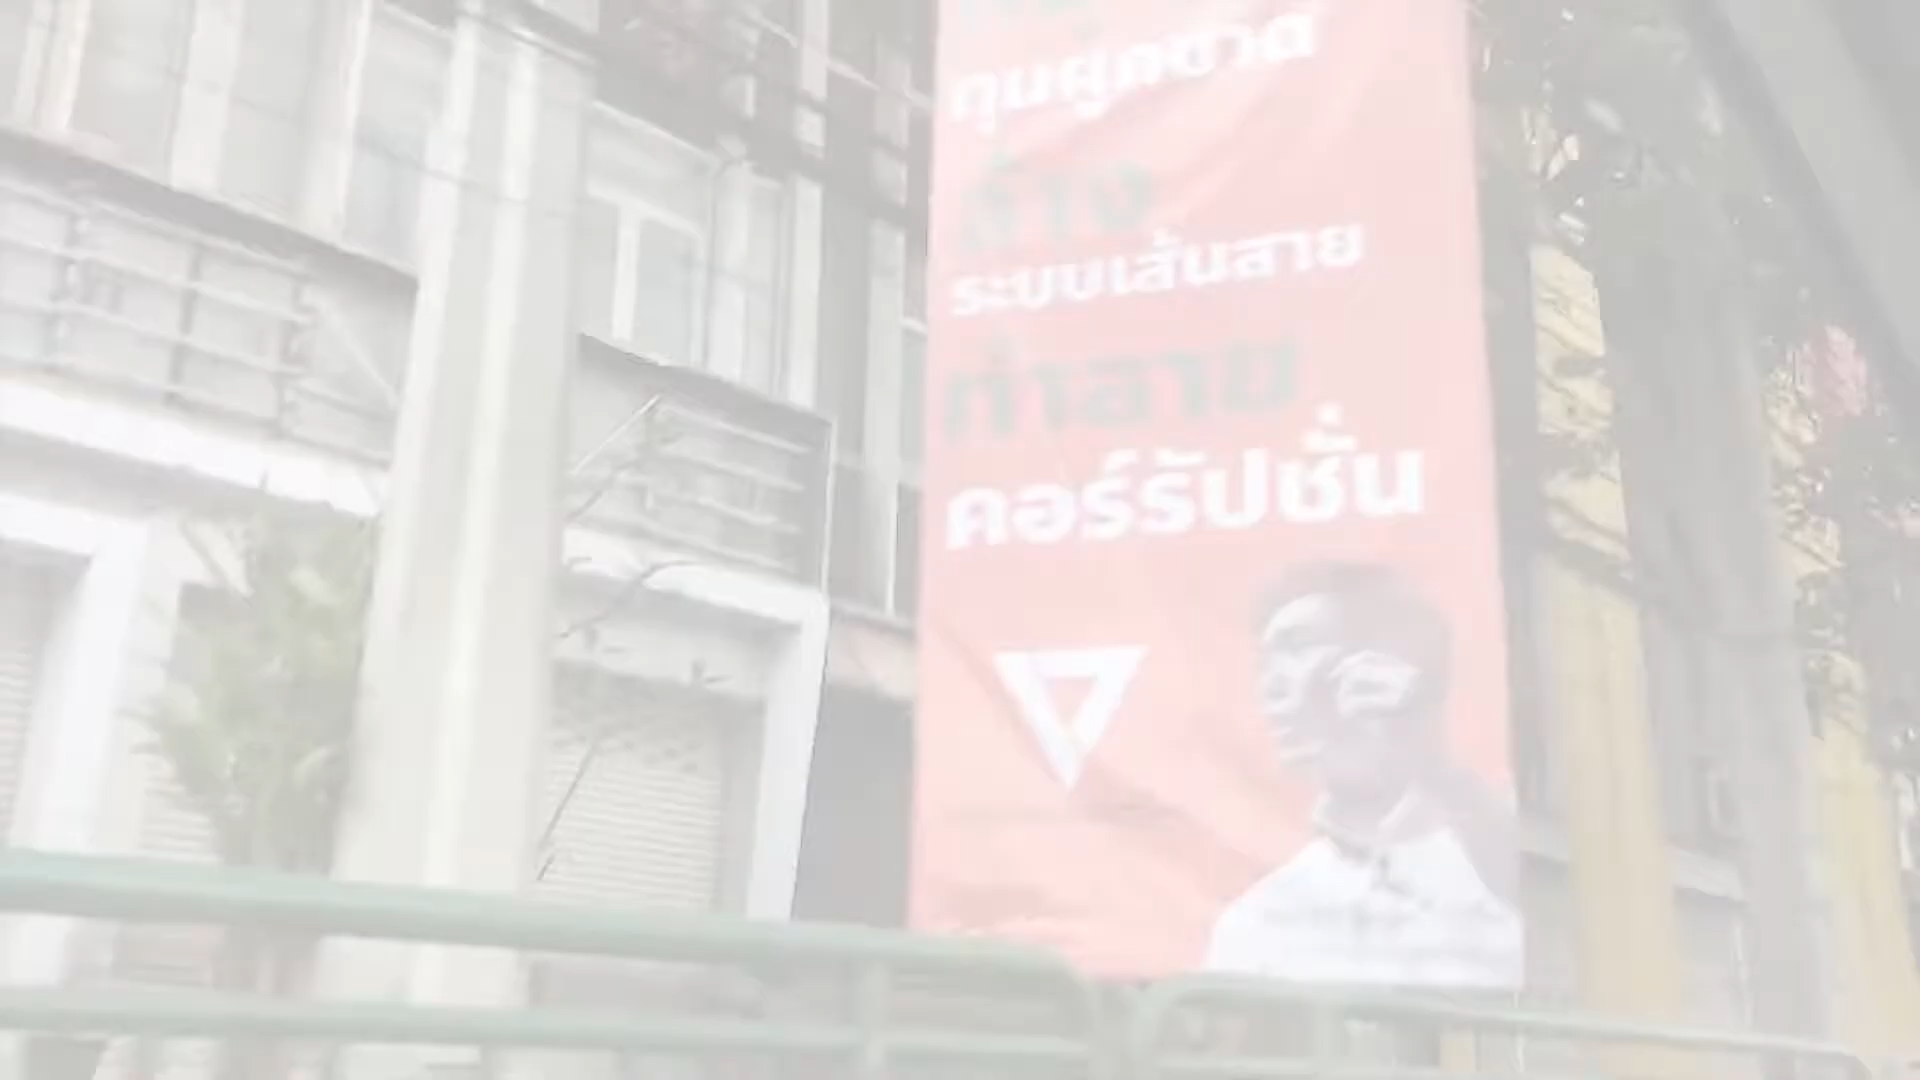 ทุนผูกขาด
ล้าง
ระบบเส้นสาย
ทำลาย
คอร์รัปชั่น